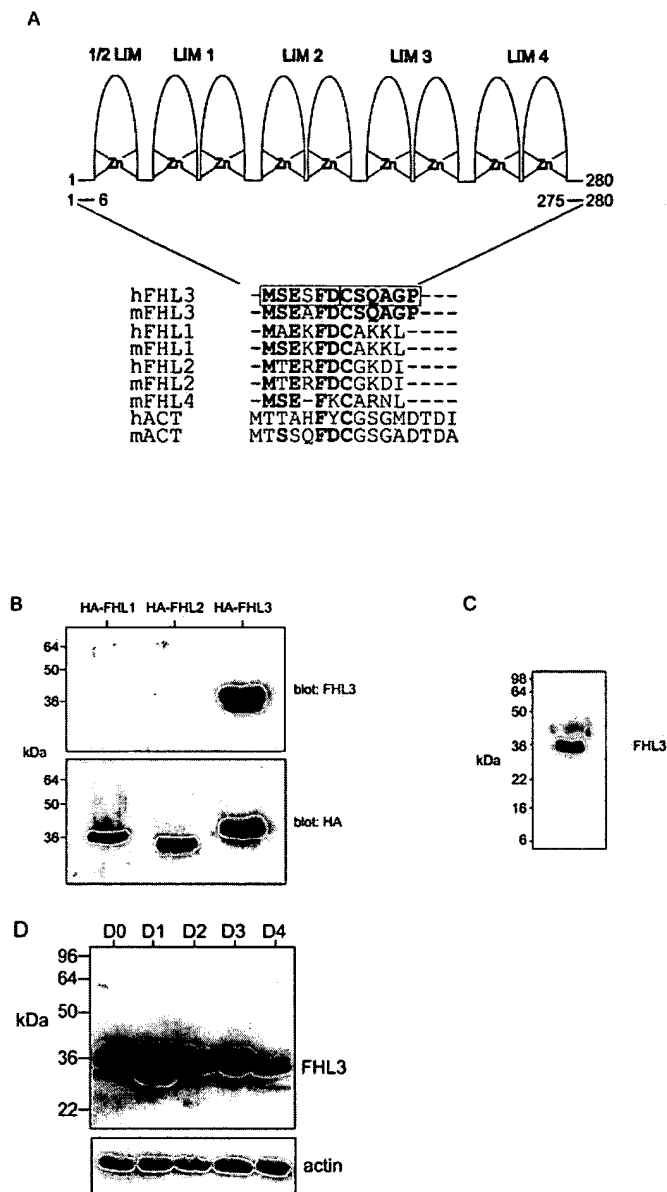 A
1/2 LIM LIM 1 LIM 2 LIM 3 LIM 4
Zn Zn Zn Zn Zn Zn Zn Zn Zn
1 280
1 6 275 280
hFHL3 -MSESFDCSQAGP----
mFHL3 -MSEAFDCSQAGP----
hFHL1 -MAEKFDCAKKL-----
mFHL1 -MSEKFDCAKKL-----
hFHL2 -MTERFDCGKDI-----
mFHL2 -MTERFDCGKDI-----
mFHL4 -MSE-FKCARNL-----
hACT MTTAHFYCGSGMDTDI
mACT MTSSQFDCGSGADTDA
B
HA-FHL1 HA-FHL2 HA-FHL3
64
50
36
blot: FHL3
kDa
64
50
36
blot: HA
C
98
64
50
36
22
16
6
kDa
FHL3
D
D0 D1 D2 D3 D4
96
64
50
kDa
36
22
FHL3
actin